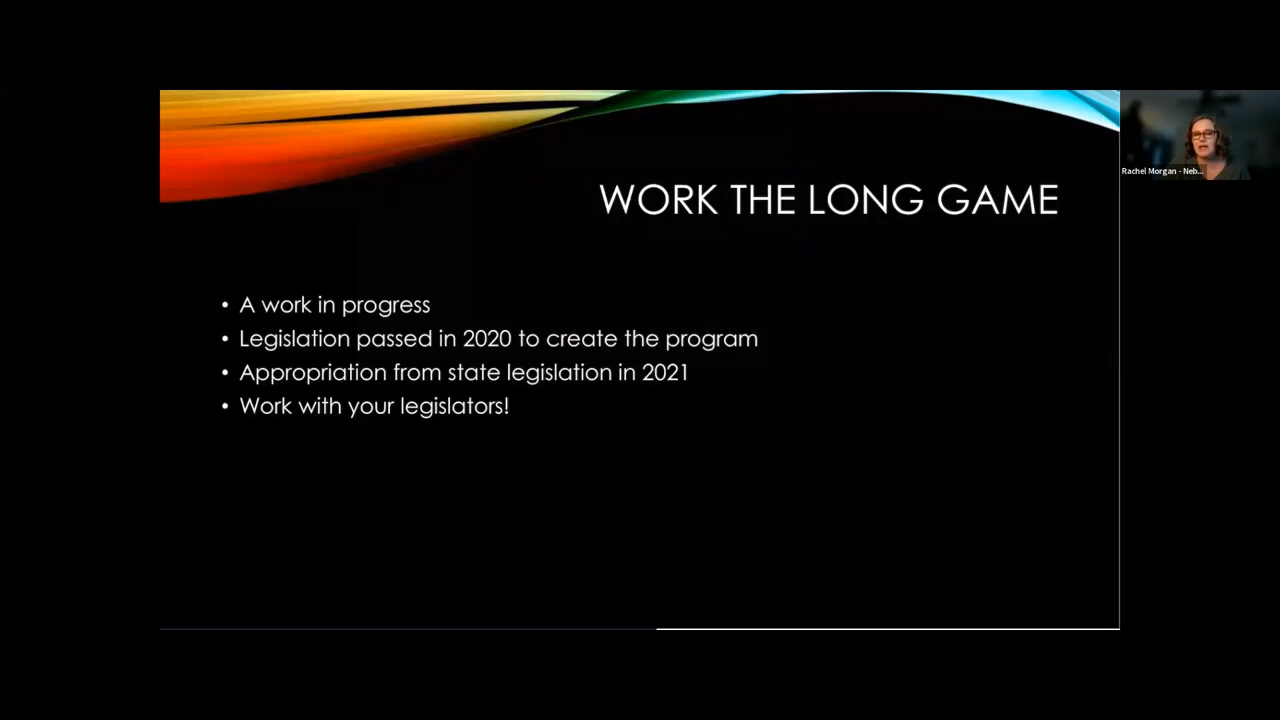 WORK THE LONG GAME
Rachel Morgan - Neb...
• A work in progress
• Legislation passed in 2020 to create the program
• Appropriation from state legislation in 2021
• Work with your legislators!